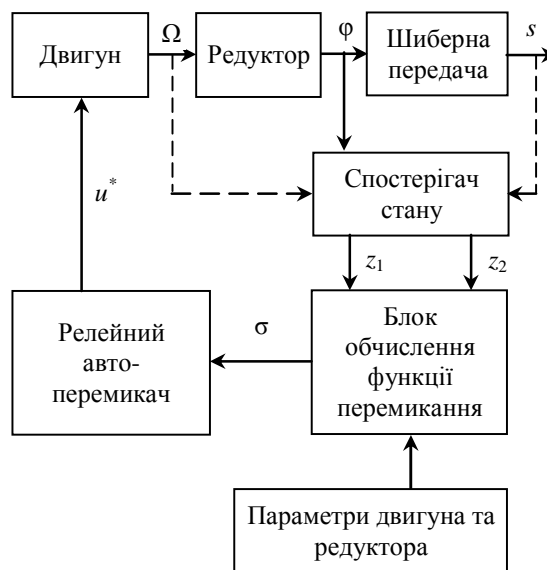 Двигун
Ω
Редуктор
φ
Шиберна
передача
s
Спостерігач
стану
u*
z1
z2
Релейний
авто-
перемикач
σ
Блок
обчислення
функції
перемикання
Параметри двигуна та
редуктора